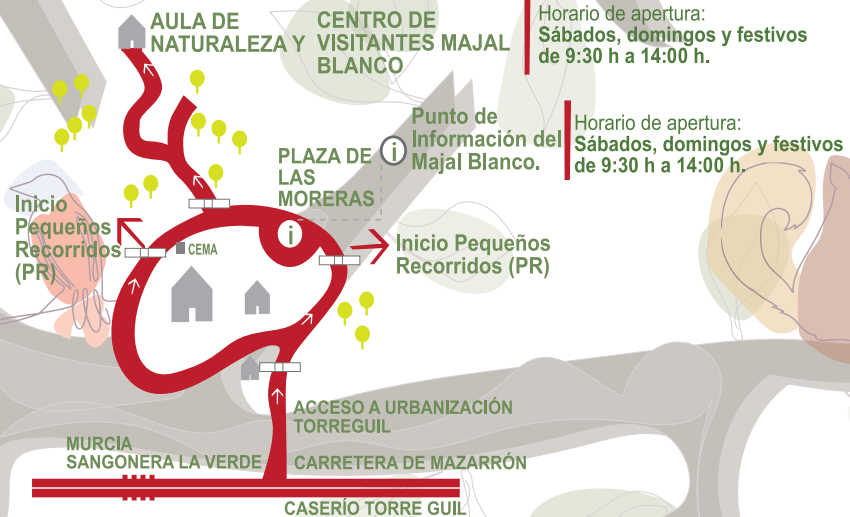 AULA DE
NATURALEZA Y
CENTRO DE
VISITANTES MAJAL
BLANCO
Horario de apertura:
Sábados, domingos y festivos
de 9:30 h a 14:00 h.
Punto de
Información del
Majal Blanco.
Horario de apertura:
Sábados, domingos y festivos
de 9:30 h a 14:00 h.
i
PLAZA DE
LAS
MORERAS
Inicio
Pequeños
Recorridos
(PR)
CEMA
i
Inicio Pequeños
Recorridos (PR)
ACCESO A URBANIZACIÓN
TORREGUIL
MURCIA
SANGONERA LA VERDE
CARRETERA DE MAZARRÓN
CASERÍO TORRE GUIL